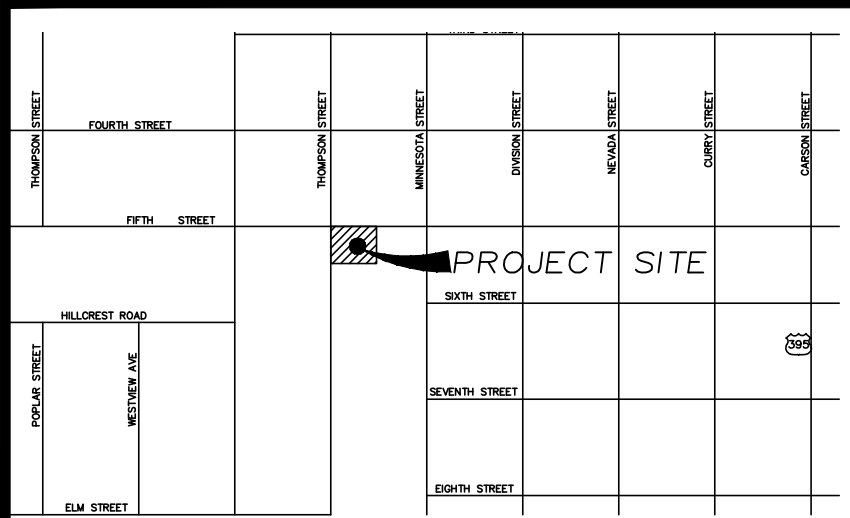 THOMPSON STREET
FOURTH STREET
THOMPSON STREET
MINNESOTA STREET
DIVISION STREET
NEVADA STREET
CURRY STREET
CARSON STREET
FIFTH STREET
PROJECT SITE
SIXTH STREET
HILLCREST ROAD
395
POPLAR STREET
WESTVIEW AVE
SEVENTH STREET
EIGHTH STREET
ELM STREET